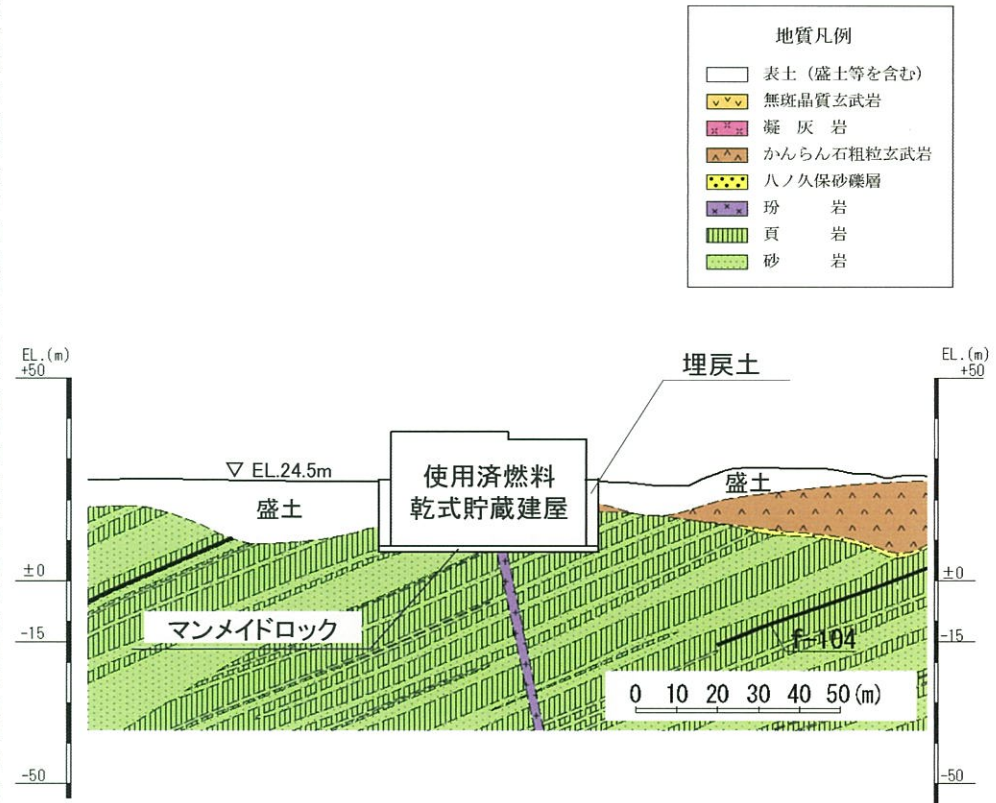 地質凡例
表土（盛土等を含む）
無斑晶質玄武岩
凝 灰 岩
かんらん石粗粒玄武岩
八ノ久保砂礫層
玢 岩
頁 岩
砂 岩
EL.(m)
+50
EL.(m)
+50
埋戻土
▽ EL.24.5m
使用済燃料
乾式貯蔵建屋
盛土
盛土
±0
±0
マンメイドロック
-15
-15
f-104
0 10 20 30 40 50(m)
-50
-50